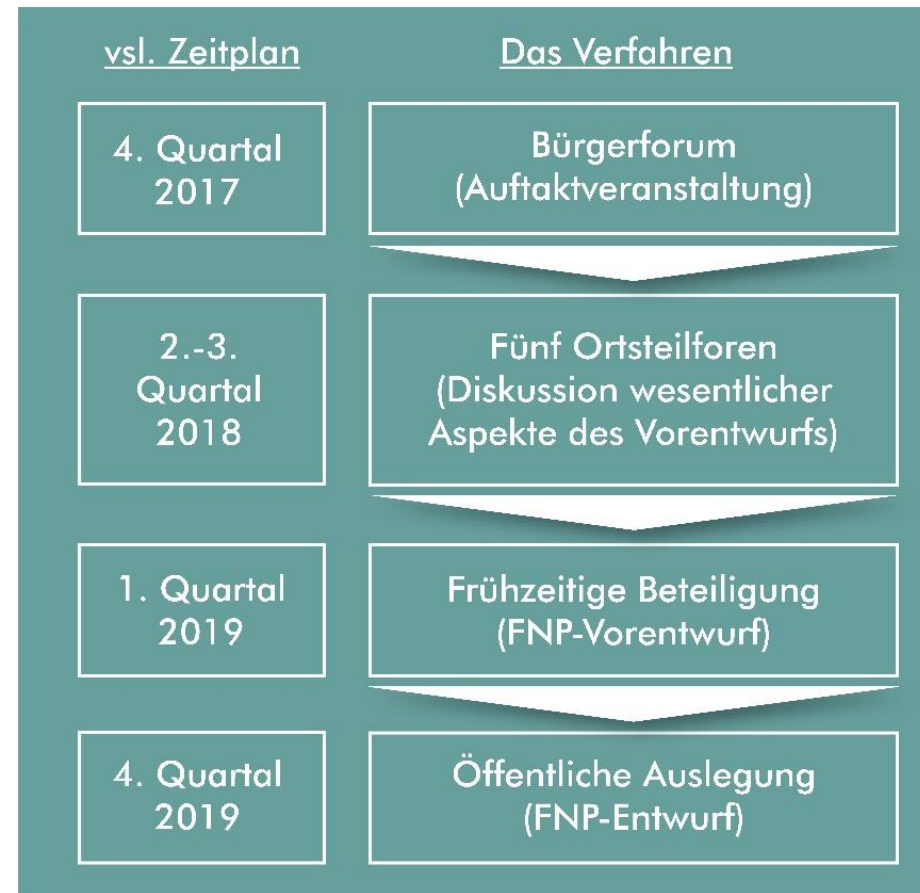 vsl. Zeitplan
Das Verfahren
4. Quartal
2017
Bürgerforum
(Auftaktveranstaltung)
2.-3.
Quartal
2018
Fünf Ortsteilforen
(Diskussion wesentlicher
Aspekte des Vorentwurfs)
1. Quartal
2019
Frühzeitige Beteiligung
(FNP-Vorentwurf)
4. Quartal
2019
Öffentliche Auslegung
(FNP-Entwurf)